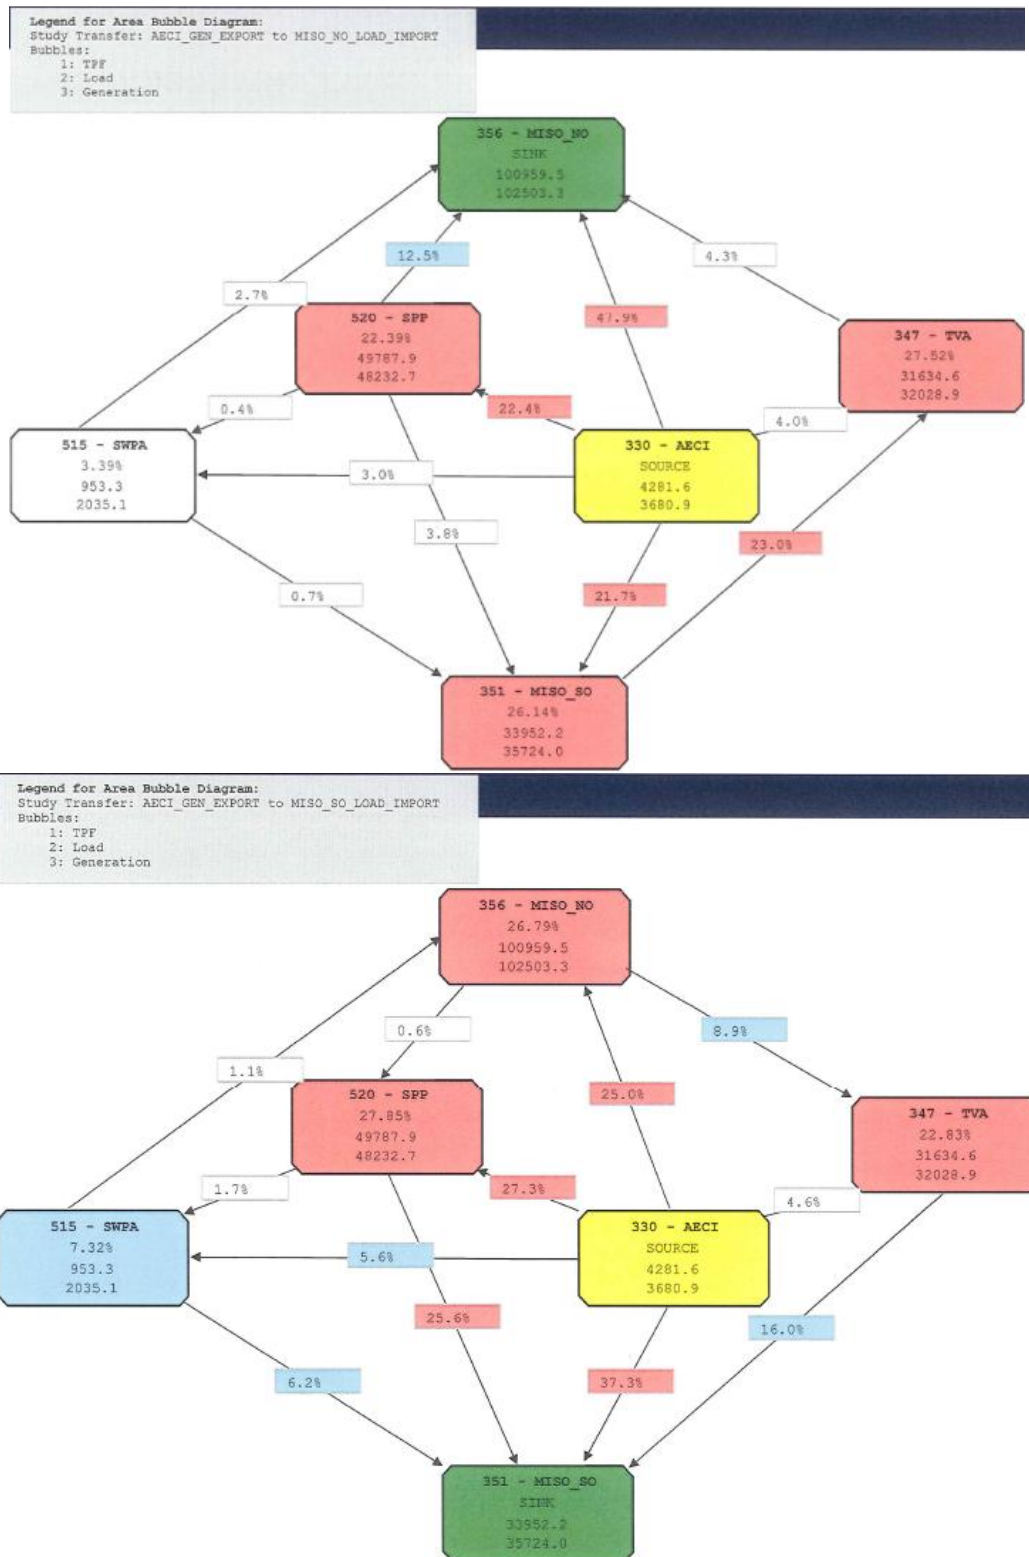 Legend for Area Bubble Diagram:
Study Transfer: AECI_GEN_EXPORT to MISO_NO_LOAD_IMPORT
Bubbles:
1: TPF
2: Load
3: Generation
356 - MISO_NO
SINK
100959.5
102503.3
12.5%
4.3%
2.7%
520 - SPP
22.39%
49787.9
48232.7
47.9%
347 - TVA
27.52%
31634.6
32028.9
0.4%
22.4%
4.0%
515 - SWPA
3.39%
953.3
2035.1
3.0%
330 - AECI
SOURCE
4281.6
3680.9
3.8%
23.0%
0.7%
21.7%
351 - MISO_SO
26.14%
33952.2
35724.0
Legend for Area Bubble Diagram:
Study Transfer: AECI_GEN_EXPORT to MISO_SO_LOAD_IMPORT
Bubbles:
1: TPF
2: Load
3: Generation
356 - MISO_NO
26.79%
100959.5
102503.3
0.6%
8.9%
1.1%
520 - SPP
27.85%
49787.9
48232.7
25.0%
347 - TVA
22.83%
31634.6
32028.9
1.7%
27.3%
4.6%
515 - SWPA
7.32%
953.3
2035.1
5.6%
330 - AECI
SOURCE
4281.6
3680.9
25.6%
16.0%
6.2%
37.3%
351 - MISO_SO
SINK
33952.2
35724.0